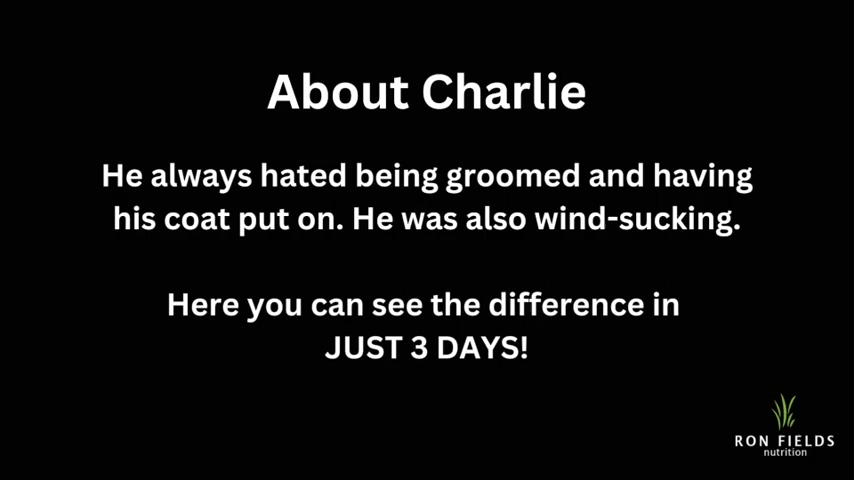 About Charlie
He always hated being groomed and having
his coat put on. He was also wind-sucking.
Here you can see the difference in
JUST 3 DAYS!
RON FIELDS
nutrition